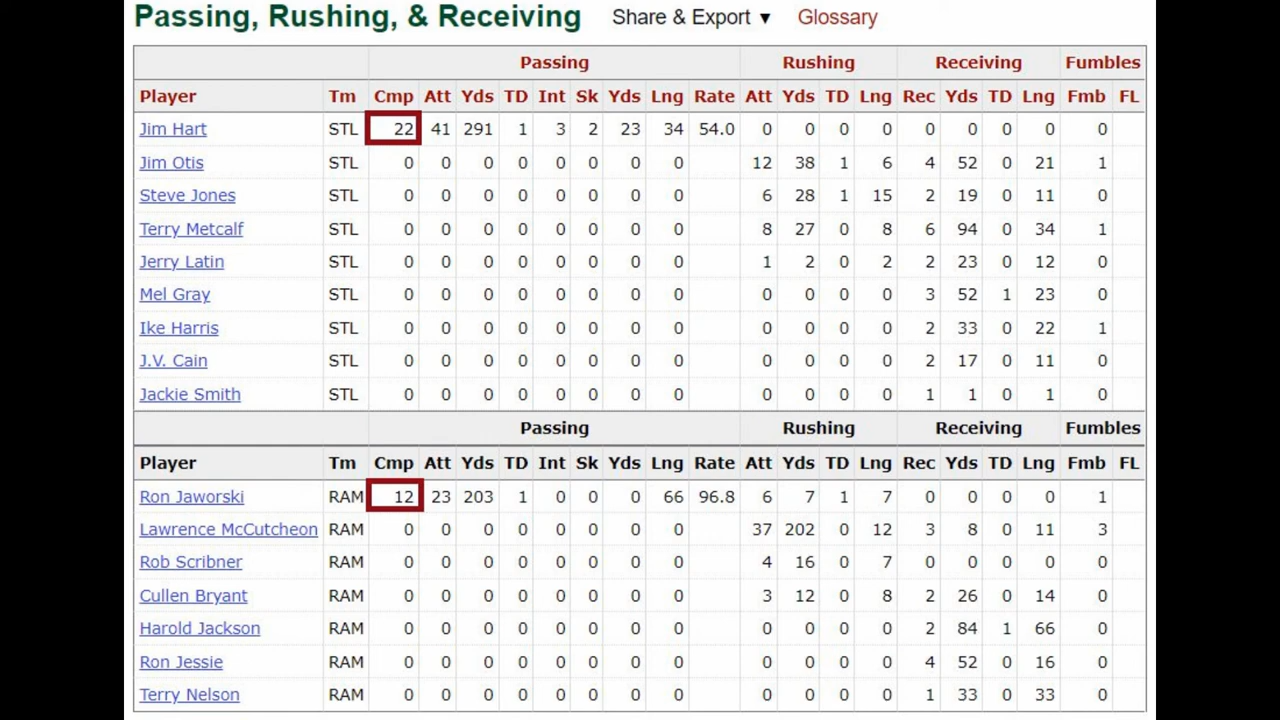 Passing, Rushing, & Receiving Share & Export ▼ Glossary
Passing Rushing Receiving Fumbles
Player Tm Cmp Att Yds TD Int Sk Yds Lng Rate Att Yds TD Lng Rec Yds TD Lng Fmb FL
Jim Hart STL 22 41 291 1 3 2 23 34 54.0 0 0 0 0 0 0 0 0 0
Jim Otis STL 0 0 0 0 0 0 0 0 12 38 1 6 4 52 0 21 1
Steve Jones STL 0 0 0 0 0 0 0 0 6 28 1 15 2 19 0 11 0
Terry Metcalf STL 0 0 0 0 0 0 0 0 8 27 0 8 6 94 0 34 1
Jerry Latin STL 0 0 0 0 0 0 0 0 1 2 0 2 2 23 0 12 0
Mel Gray STL 0 0 0 0 0 0 0 0 0 0 0 0 3 52 1 23 0
Ike Harris STL 0 0 0 0 0 0 0 0 0 0 0 0 2 33 0 22 1
J.V. Cain STL 0 0 0 0 0 0 0 0 0 0 0 0 2 17 0 11 0
Jackie Smith STL 0 0 0 0 0 0 0 0 0 0 0 0 1 1 0 1 0
Passing Rushing Receiving Fumbles
Player Tm Cmp Att Yds TD Int Sk Yds Lng Rate Att Yds TD Lng Rec Yds TD Lng Fmb FL
Ron Jaworski RAM 12 23 203 1 0 0 0 66 96.8 6 7 1 7 0 0 0 0 1
Lawrence McCutcheon RAM 0 0 0 0 0 0 0 0 37 202 0 12 3 8 0 11 3
Rob Scribner RAM 0 0 0 0 0 0 0 0 4 16 0 7 0 0 0 0 0
Cullen Bryant RAM 0 0 0 0 0 0 0 0 3 12 0 8 2 26 0 14 0
Harold Jackson RAM 0 0 0 0 0 0 0 0 0 0 0 0 2 84 1 66 0
Ron Jessie RAM 0 0 0 0 0 0 0 0 0 0 0 0 4 52 0 16 0
Terry Nelson RAM 0 0 0 0 0 0 0 0 0 0 0 0 1 33 0 33 0